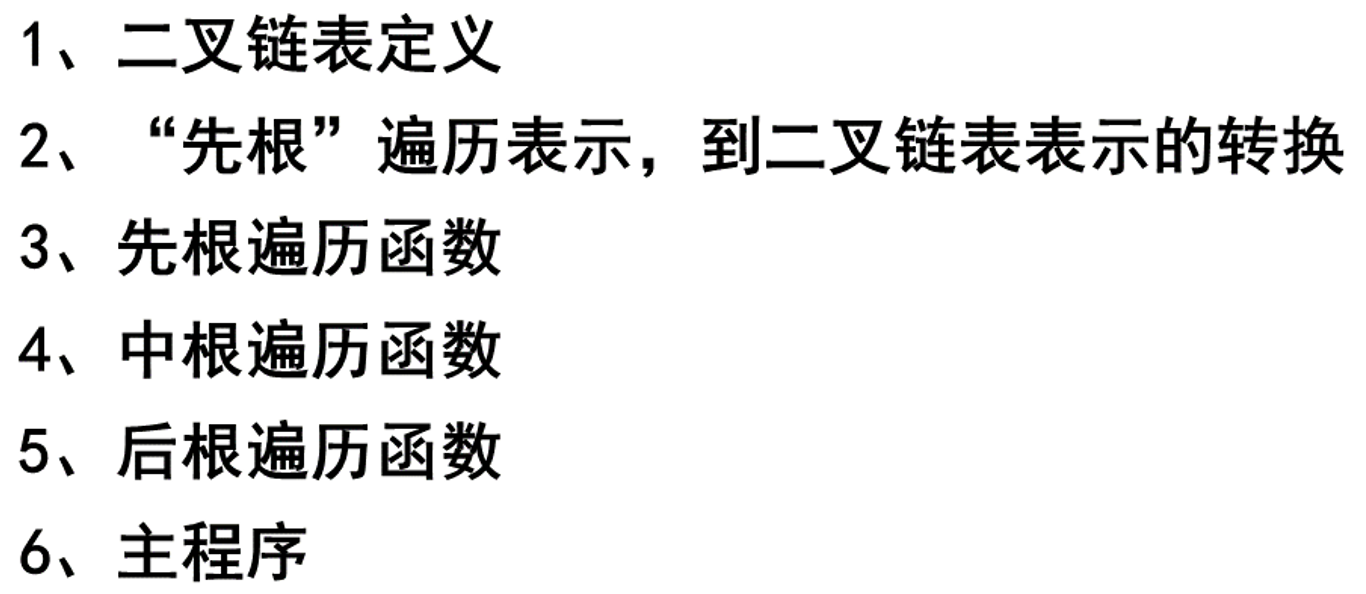 1、二叉链表定义
2、“先根”遍历表示，到二叉链表表示的转换
3、先根遍历函数
4、中根遍历函数
5、后根遍历函数
6、主程序